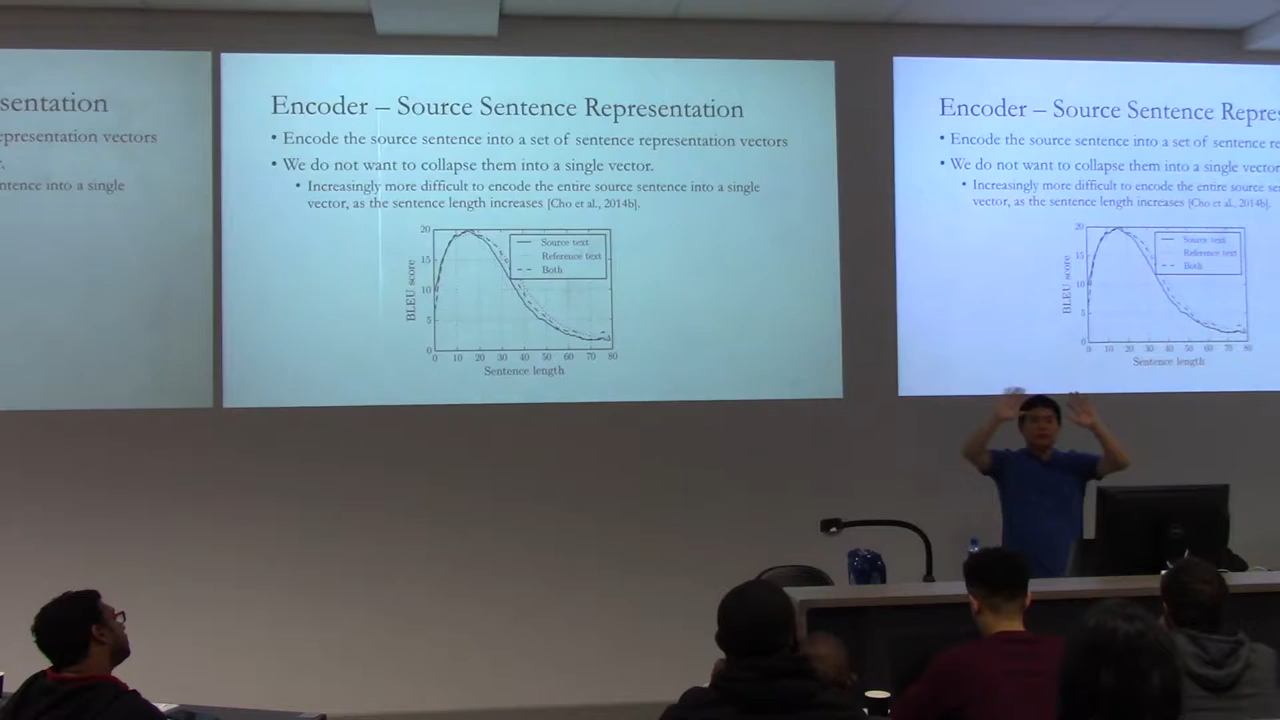 sentation
epresentation vectors
r.
ntence into a single
Encoder – Source Sentence Representation
• Encode the source sentence into a set of sentence representation vectors
• We do not want to collapse them into a single vector.
• Increasingly more difficult to encode the entire source sentence into a single
vector, as the sentence length increases [Cho et al., 2014b].
20
15
10
5
0
BLEU score
Source text
Reference text
Both
0 10 20 30 40 50 60 70 80
Sentence length
Encoder – Source Sentence Repres
• Encode the source sentence into a set of sentence re
• We do not want to collapse them into a single vector
• Increasingly more difficult to encode the entire source se
vector, as the sentence length increases [Cho et al., 2014b].
20
15
10
5
0
BLEU score
Source text
Reference text
Both
0 10 20 30 40 50 60 70 80
Sentence length